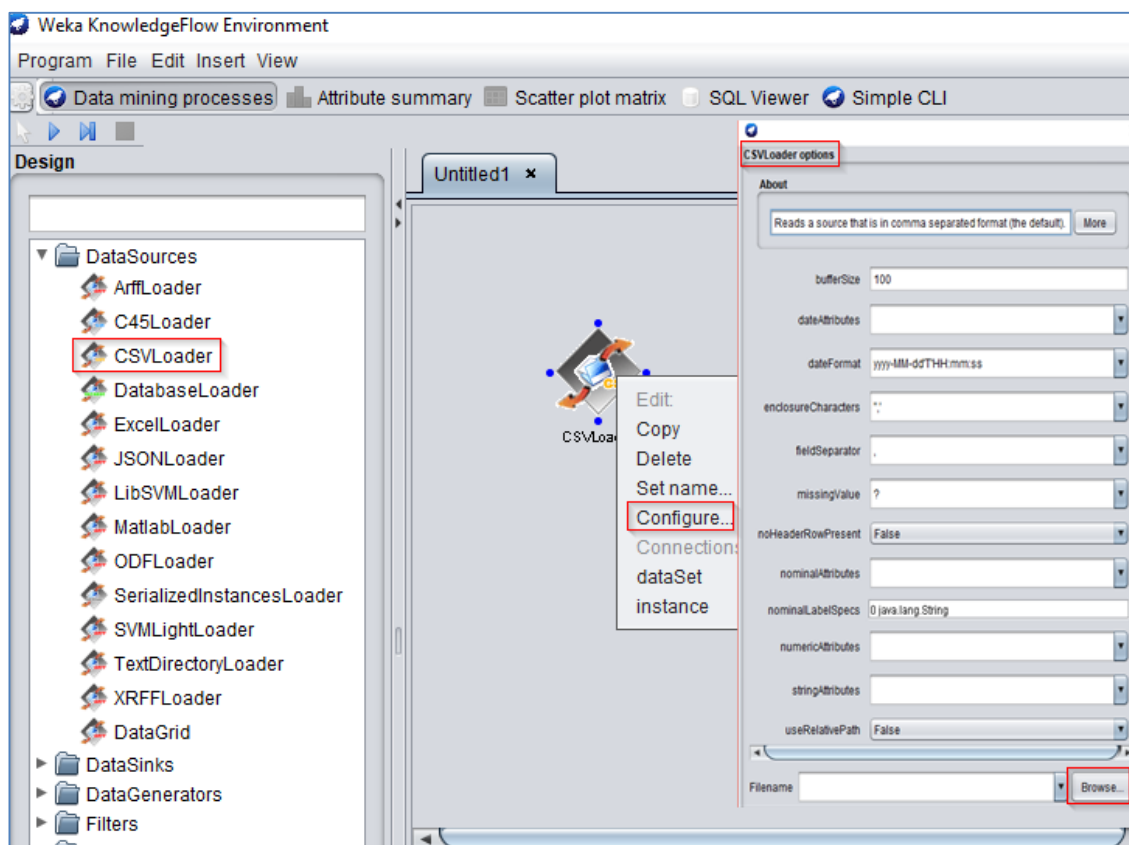 Weka KnowledgeFlow Environment
Program File Edit Insert View
Data mining processes Attribute summary Scatter plot matrix SQL Viewer Simple CLI
Design
DataSources
ArffLoader
C45Loader
CSVLoader
DatabaseLoader
ExcelLoader
JSONLoader
LibSVMLoader
MatlabLoader
ODFLoader
SerializedInstancesLoader
SVMLightLoader
TextDirectoryLoader
XRFFLoader
DataGrid
DataSinks
DataGenerators
Filters
Untitled1
CSVLoa
Edit:
Copy
Delete
Set name...
Configure...
Connections
dataSet
instance
CSVLoader options
About
Reads a source that is in comma separated format (the default). More
bufferSize 100
dateAttributes
dateFormat yyyy-MM-dd'T'HH:mm:ss
enclosureCharacters
fieldSeparator ,
missingValue ?
noHeaderRowPresent False
nominalAttributes
nominalLabelSpecs 0 java.lang.String
numericAttributes
stringAttributes
useRelativePath False
Filename Browse...